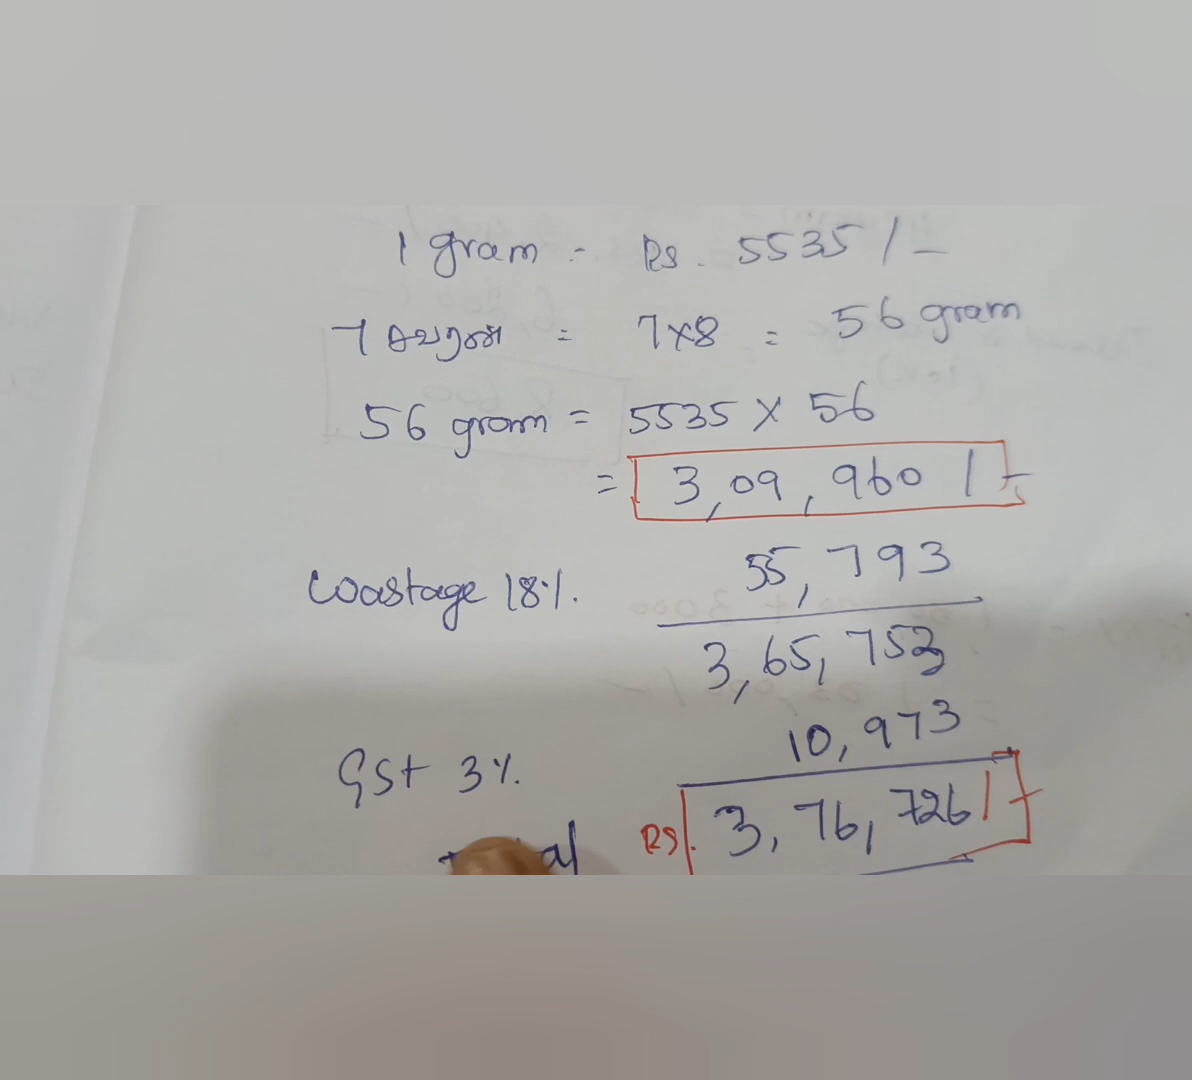 1 gram = Rs. 5535/-
7 சவரன் = 7x8 = 56 gram
56 gram = 5535 x 56
= 3,09,960/-
wastage 18%. 55,793
3,65,753
GST 3%. 10,973
Rs. 3,76,726/-